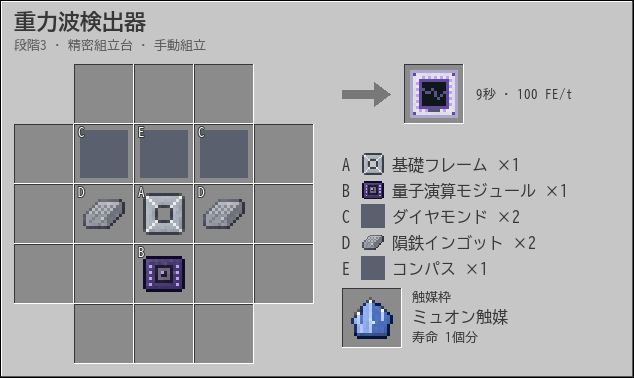 重力波検出器
段階3 · 精密組立台 · 手動組立
C E C
D A D
B
9秒 · 100 FE/t
A 基礎フレーム ×1
B 量子演算モジュール ×1
C ダイヤモンド ×2
D 隕鉄インゴット ×2
E コンパス ×1
触媒枠
ミュオン触媒
寿命 1個分